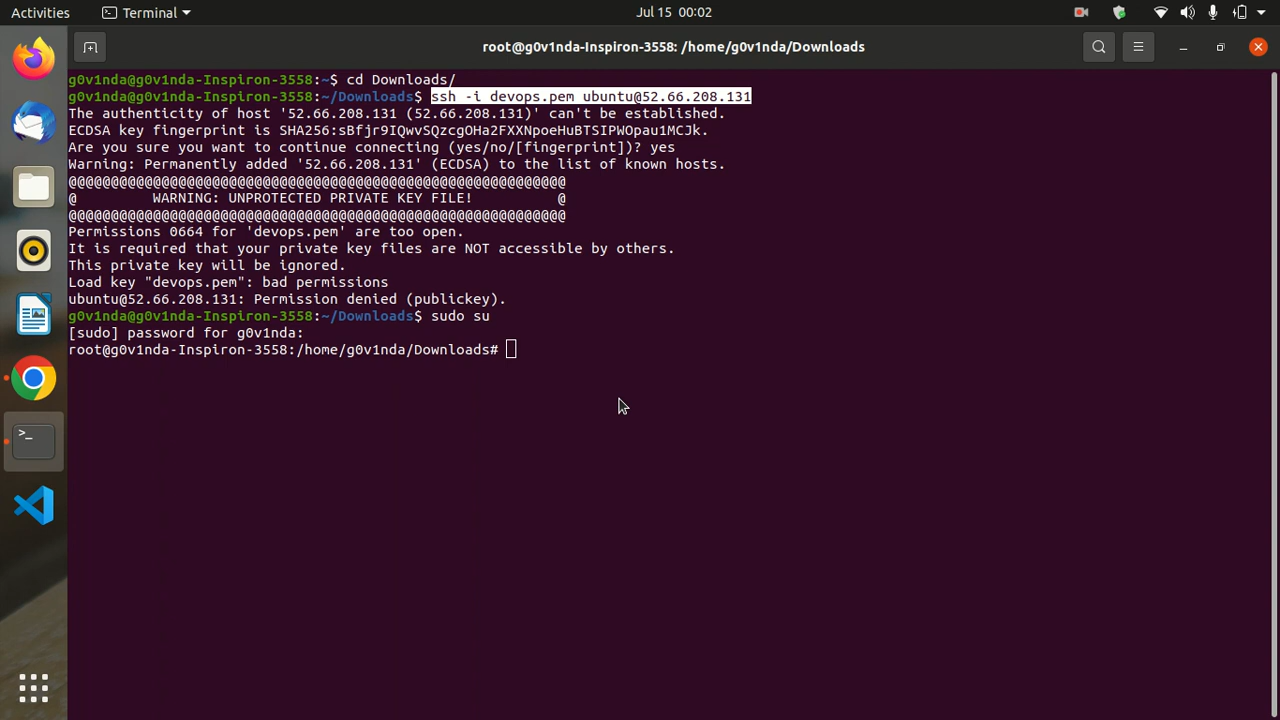 Activities Terminal Jul 15 00:02
root@g0v1nda-Inspiron-3558: /home/g0v1nda/Downloads
g0v1nda@g0v1nda-Inspiron-3558:~$ cd Downloads/
g0v1nda@g0v1nda-Inspiron-3558:~/Downloads$ ssh -i devops.pem ubuntu@52.66.208.131
The authenticity of host '52.66.208.131 (52.66.208.131)' can't be established.
ECDSA key fingerprint is SHA256:sBfjr9IQwvSQzcgOHa2FXXNpoeHuBTSIPWOpau1MCJk.
Are you sure you want to continue connecting (yes/no/[fingerprint])? yes
Warning: Permanently added '52.66.208.131' (ECDSA) to the list of known hosts.
@@@@@@@@@@@@@@@@@@@@@@@@@@@@@@@@@@@@@@@@@@@@@@@@@@@@@@@@@@@
@         WARNING: UNPROTECTED PRIVATE KEY FILE!          @
@@@@@@@@@@@@@@@@@@@@@@@@@@@@@@@@@@@@@@@@@@@@@@@@@@@@@@@@@@@
Permissions 0664 for 'devops.pem' are too open.
It is required that your private key files are NOT accessible by others.
This private key will be ignored.
Load key "devops.pem": bad permissions
ubuntu@52.66.208.131: Permission denied (publickey).
g0v1nda@g0v1nda-Inspiron-3558:~/Downloads$ sudo su
[sudo] password for g0v1nda:
root@g0v1nda-Inspiron-3558:/home/g0v1nda/Downloads#